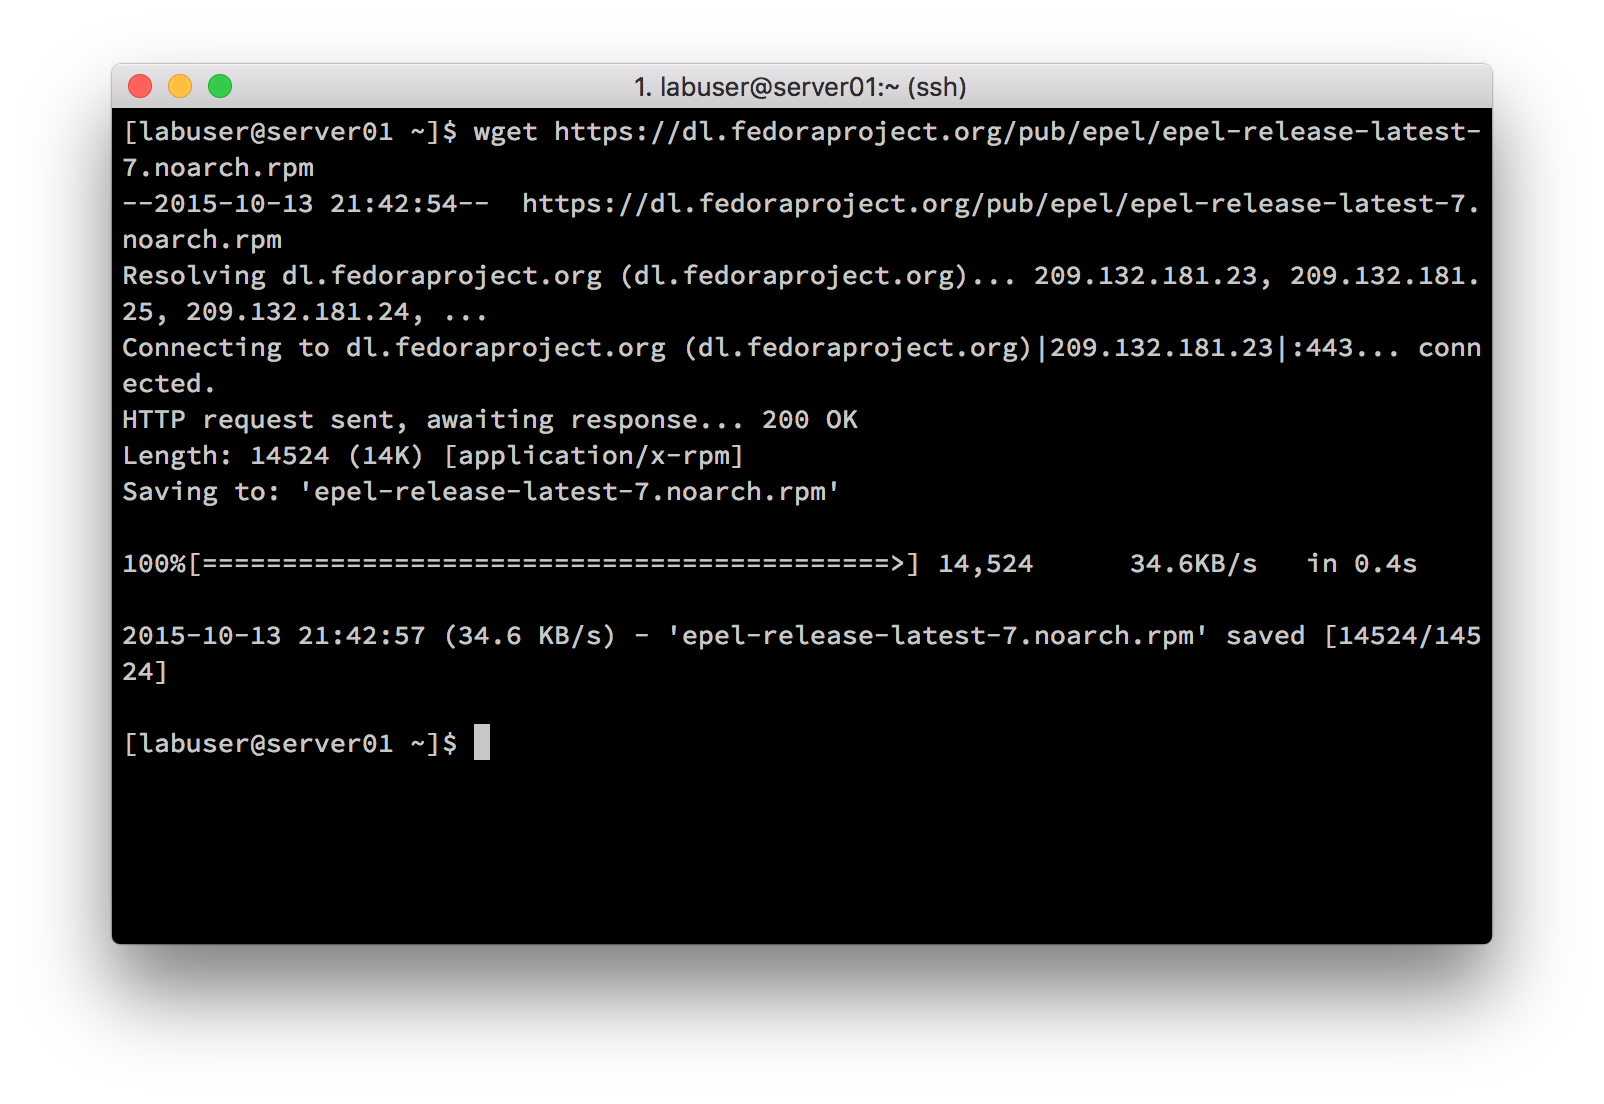 1. labuser@server01:~ (ssh)
[labuser@server01 ~]$ wget https://dl.fedoraproject.org/pub/epel/epel-release-latest-
7.noarch.rpm
--2015-10-13 21:42:54--  https://dl.fedoraproject.org/pub/epel/epel-release-latest-7.
noarch.rpm
Resolving dl.fedoraproject.org (dl.fedoraproject.org)... 209.132.181.23, 209.132.181.
25, 209.132.181.24, ...
Connecting to dl.fedoraproject.org (dl.fedoraproject.org)|209.132.181.23|:443... conn
ected.
HTTP request sent, awaiting response... 200 OK
Length: 14524 (14K) [application/x-rpm]
Saving to: 'epel-release-latest-7.noarch.rpm'
100%[===========================================>] 14,524      34.6KB/s   in 0.4s
2015-10-13 21:42:57 (34.6 KB/s) - 'epel-release-latest-7.noarch.rpm' saved [14524/145
24]
[labuser@server01 ~]$